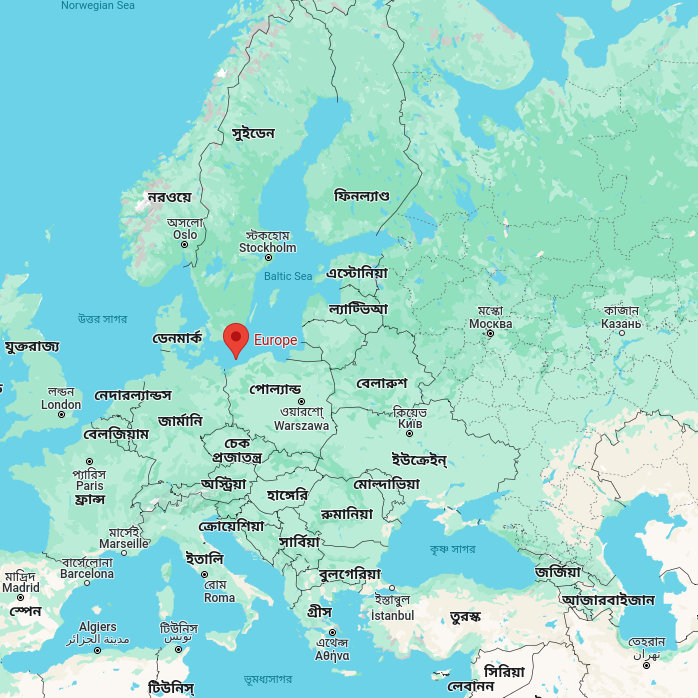 Norwegian Sea
সুইডেন
নরওয়ে
ফিনল্যাণ্ড
অসলো
Oslo
স্টকহোম
Stockholm
এস্টোনিয়া
Baltic Sea
ল্যাটভিআ
মস্কো
Москва
কাজান
Казань
উত্তর সাগর
ডেনমার্ক
Europe
যুক্তরাজ্য
লন্ডন
London
নেদারল্যান্ডস
পোল্যান্ড
বেলারুশ
ওয়ারশো
Warszawa
জার্মানি
কিয়েভ
Київ
বেলজিয়াম
চেক
প্রজাতন্ত্র
ইউক্রেইন্
প্যারিস
Paris
ফ্রান্স
অস্ট্রিয়া
হাঙ্গেরি
মোল্দাভিয়া
রুমানিয়া
ক্রোয়েশিয়া
মার্সেই
Marseille
সার্বিয়া
কৃষ্ণ সাগর
ইতালি
বার্সেলোনা
Barcelona
মাদ্রিদ
Madrid
রোম
Roma
বুলগেরিয়া
জর্জিয়া
স্পেন
ইস্তাম্বুল
İstanbul
আজারবাইজান
গ্রীস
তুরস্ক
Algiers
مدينة الجزائر
টিউনিস
تونس
এথেন্স
Αθήνα
তেহরান
تهران
সিরিয়া
ভূমধ্যসাগর
টিউনিস্
লেবানন